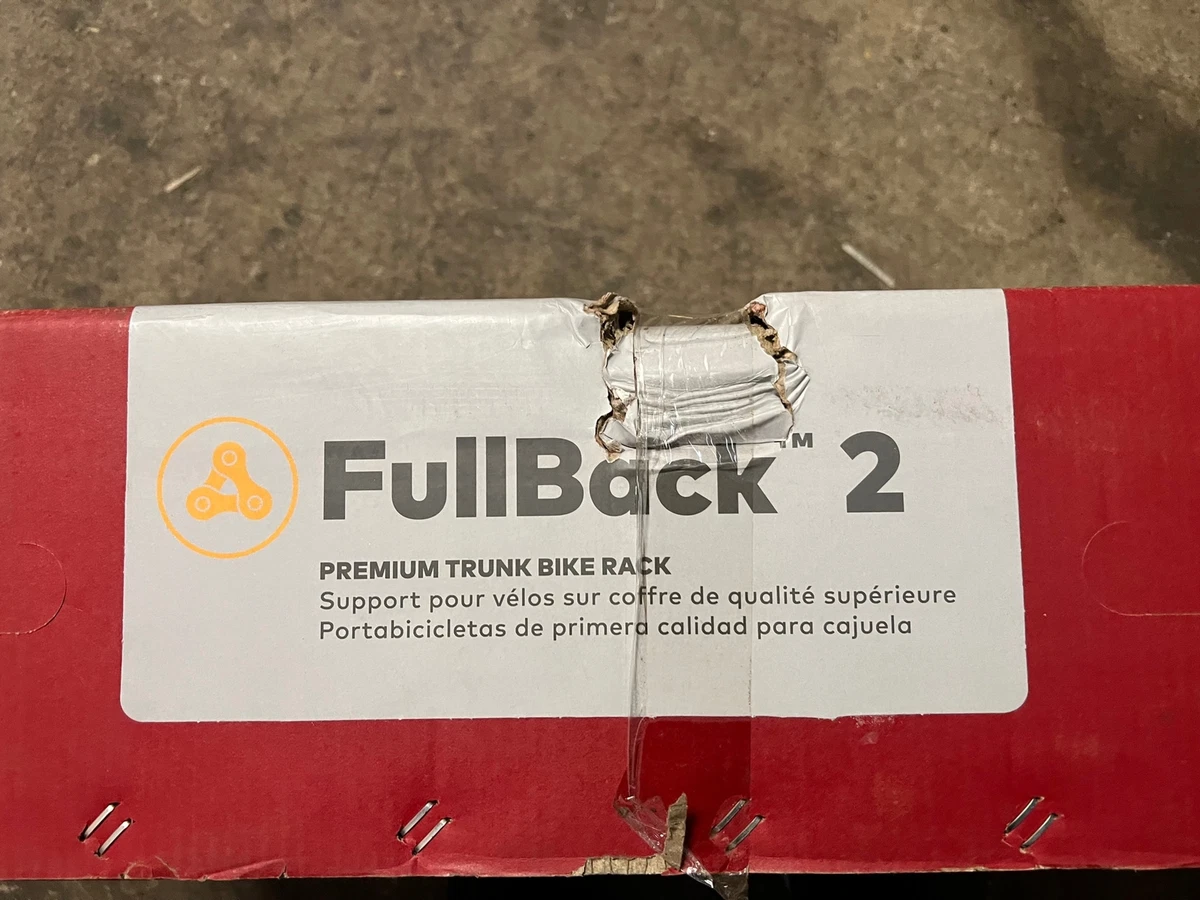 FullBack™ 2
PREMIUM TRUNK BIKE RACK
Support pour vélos sur coffre de qualité supérieure
Portabicicletas de primera calidad para cajuela